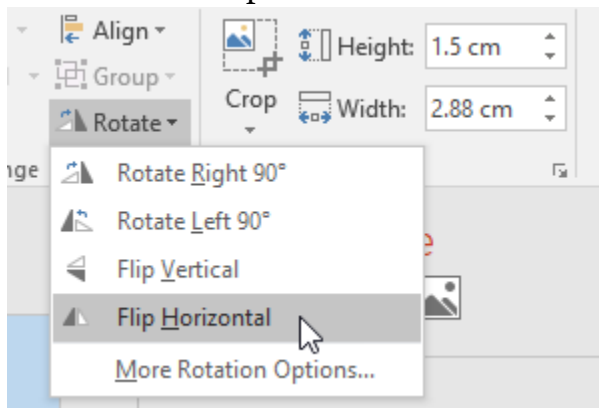 Align
Height: 1.5 cm
Group
Crop
Width: 2.88 cm
Rotate
nge
Rotate Right 90°
Rotate Left 90°
Flip Vertical
Flip Horizontal
More Rotation Options...